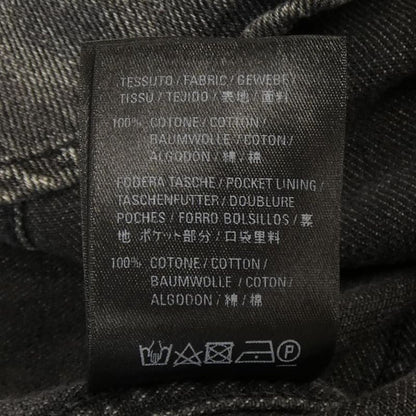 TESSUTO / FABRIC / GEWEBE /
TISSU / TEJIDO / 表地 / 面料
100% COTONE / COTTON /
BAUMWOLLE / COTON /
ALGODON / 綿 / 棉
FODERA TASCHE / POCKET LINING /
TASCHENFUTTER / DOUBLURE
POCHES / FORRO BOLSILLOS / 裏
地 ポケット部分 / 口袋里料
100% COTONE / COTTON /
BAUMWOLLE / COTON /
ALGODON / 綿 / 棉
P